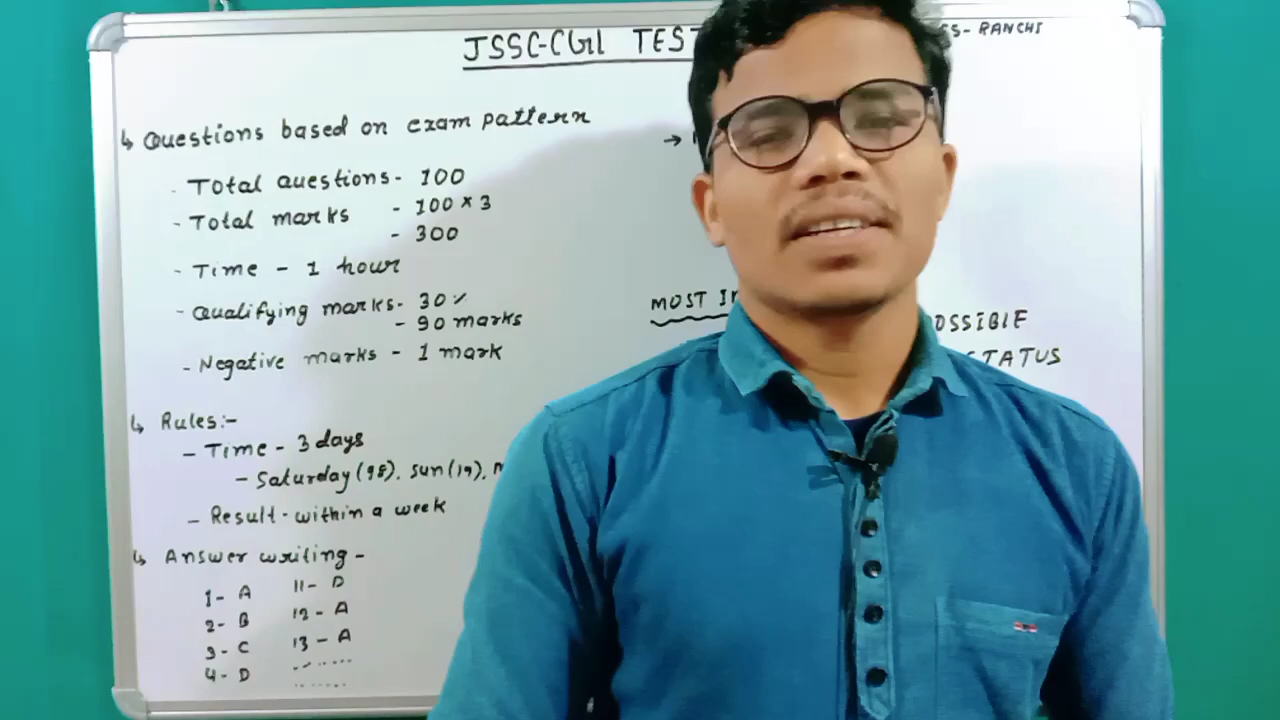 JSSC-CGL TEST
SS- RANCHI
↳ Questions based on exam pattern
- Total questions - 100
- Total marks - 100 × 3
- 300
- Time - 1 hour
- Qualifying marks - 30%
- 90 marks
- Negative marks - 1 mark
↳ Rules:-
- Time - 3 days
- Saturday (18), sun (19),
- Result - within a week
↳ Answer writing -
1- A
2- B
3- C
4- D
11- D
12- A
13- A
→
MOST
OSSIBLE
STATUS